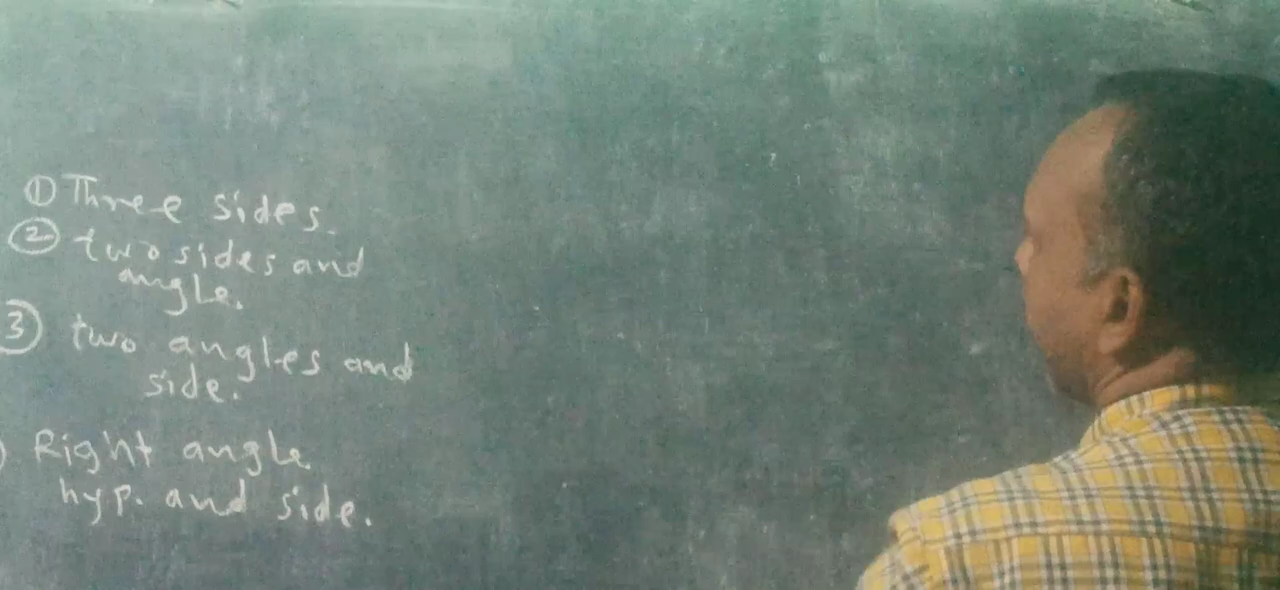 ① Three sides.
② two sides and
angle.
③ two angles and
side.
) Right angle
hyp. and side.